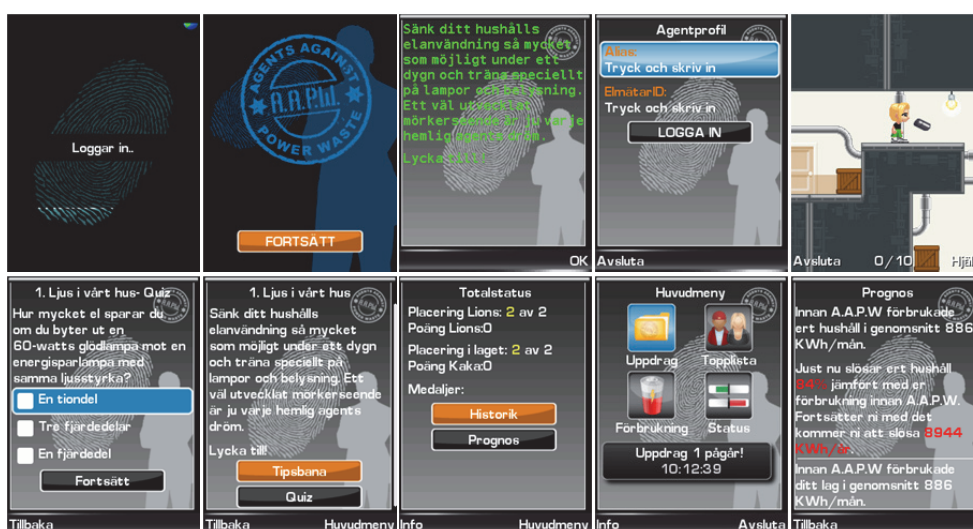 Loggar in..
AGENTS AGAINST
A.A.P.W.
POWER WASTE
FORTSÄTT
Sänk ditt hushålls
elanvändning så mycket
som möjligt under ett
dygn och träna speciellt
på lampor och belysning.
Ett väl utvecklat
mörkerseende är ju varje
hemlig agents dröm.
Lycka till!
OK
Agentprofil
Alias:
Tryck och skriv in
ElmätarID:
Tryck och skriv in
LOGGA IN
Avsluta
Avsluta
0/10
Hjäl
1. Ljus i vårt hus- Quiz
Hur mycket el sparar du
om du byter ut en
60-watts glödlampa mot en
energisparlampa med
samma ljusstyrka?
En tiondel
Tre fjärdedelar
En fjärdedel
Fortsätt
Tillbaka
1. Ljus i vårt hus
Sänk ditt hushålls
elanvändning så mycket
som möjligt under ett dygn
och träna speciellt på
lampor och belysning. Ett
väl utvecklat mörkerseende
är ju varje hemlig agents
dröm.
Lycka till!
Tipsbana
Quiz
Tillbaka
Huvudmeny
Totalstatus
Placering Lions: 2 av 2
Poäng Lions:0
Placering i laget: 2 av 2
Poäng Kaka:0
Medaljer:
Historik
Prognos
Info
Huvudmeny
Huvudmeny
Uppdrag
Topplista
Förbrukning
Status
Uppdrag 1 pågår!
10:12:39
Info
Avsluta
Prognos
Innan A.A.P.W förbrukade
ert hushåll i genomsnitt 886
KWh/mån.
Just nu slösar ert hushåll
84% jämfört med er
förbrukning innan A.A.P.W.
Fortsätter ni med det
kommer ni att slösa 8944
KWh/år
Innan A.A.P.W förbrukade
ditt lag i genomsnitt 886
KWh/mån.
Tillbaka